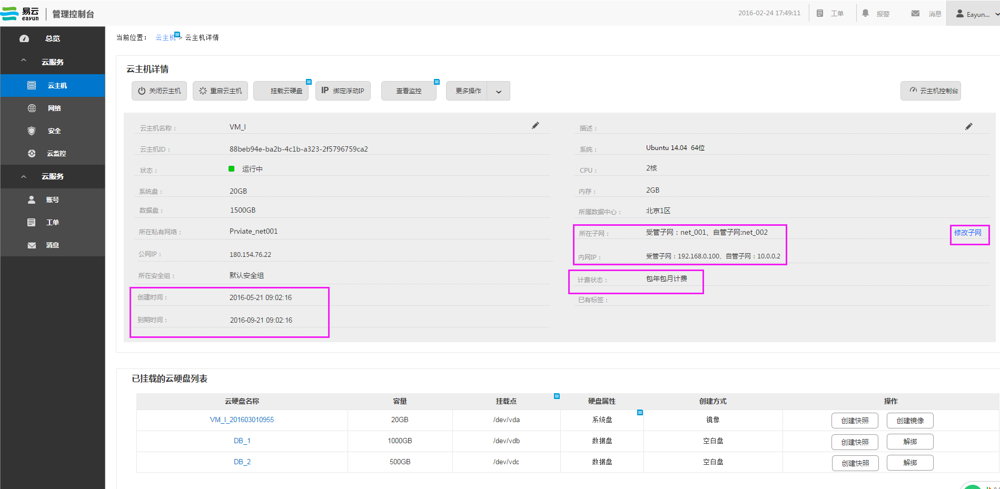 易云
eayun
管理控制台
2016-02-24 17:49:11
工单
报警
消息
Eayun...
总览
云服务
云主机
网络
安全
云监控
云服务
账号
工单
消息
当前位置： 云主机 > 云主机详情
云主机详情
关闭云主机 重启云主机 挂载云硬盘 IP 绑定浮动IP 查看监控 更多操作 云主机控制台
云主机名称： VM_I
云主机ID： 88beb94e-ba2b-4c1b-a323-2f5796759ca2
状态： 运行中
系统盘： 20GB
数据盘： 1500GB
所在私有网络： Prviate_net001
公网IP： 180.154.76.22
所在安全组： 默认安全组
创建时间： 2016-05-21 09:02:16
到期时间： 2016-09-21 09:02:16
描述：
系统： Ubuntu 14.04 64位
CPU： 2核
内存： 2GB
所属数据中心： 北京1区
所在子网： 受管子网：net_001、自管子网:net_002 修改子网
内网IP： 受管子网：192.168.0.100、自管子网：10.0.0.2
计费状态： 包年包月计费
已有标签：
已挂载的云硬盘列表
云硬盘名称 容量 挂载点 硬盘属性 创建方式 操作
VM_I_201603010955 20GB /dev/vda 系统盘 镜像 创建快照 创建镜像
DB_1 1000GB /dev/vdb 数据盘 空白盘 创建快照 解绑
DB_2 500GB /dev/vdc 数据盘 空白盘 创建快照 解绑